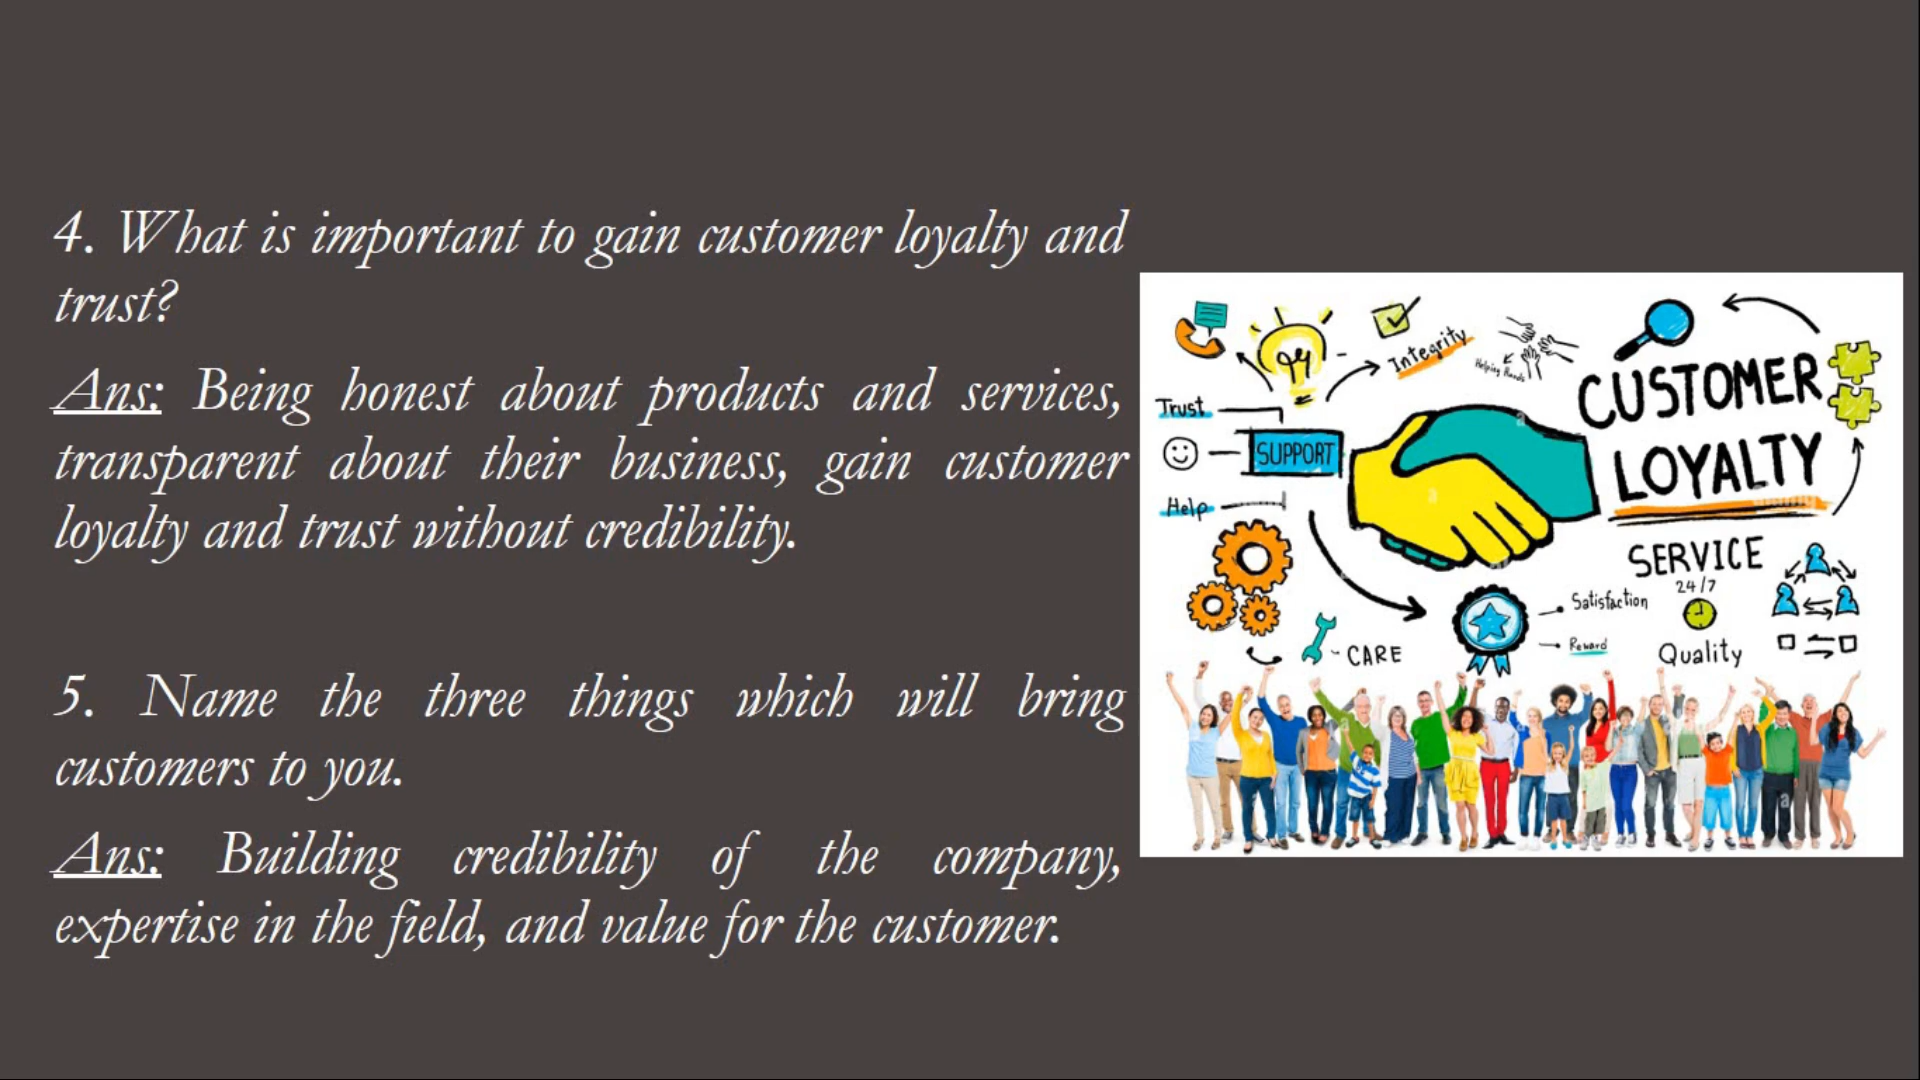 4. What is important to gain customer loyalty and
trust?
Ans: Being honest about products and services,
transparent about their business, gain customer
loyalty and trust without credibility.
5. Name the three things which will bring
customers to you.
Ans: Building credibility of the company,
expertise in the field, and value for the customer.
Integrity
Helping Hands
CUSTOMER
LOYALTY
Trust
SUPPORT
Help
SERVICE
24/7
Satisfaction
Reward
Quality
CARE